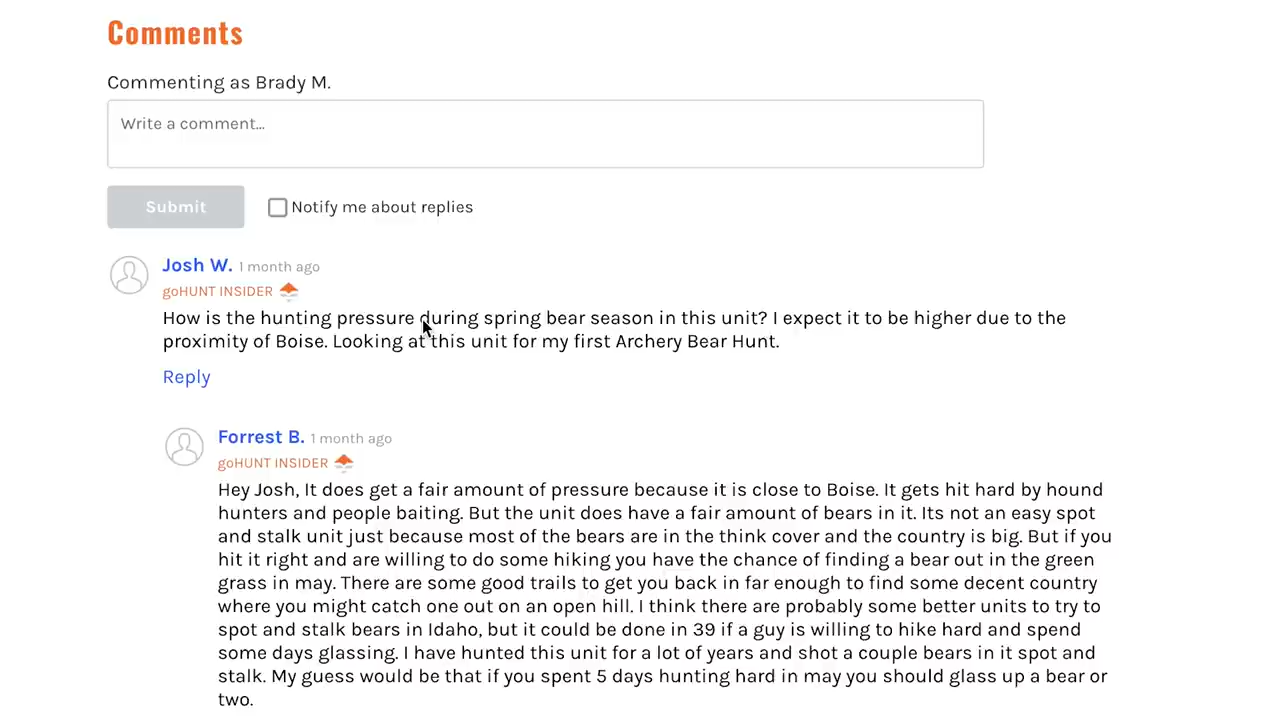 Comments
Commenting as Brady M.
Write a comment...
Submit
Notify me about replies
Josh W. 1 month ago
goHUNT INSIDER
How is the hunting pressure during spring bear season in this unit? I expect it to be higher due to the
proximity of Boise. Looking at this unit for my first Archery Bear Hunt.
Reply
Forrest B. 1 month ago
goHUNT INSIDER
Hey Josh, It does get a fair amount of pressure because it is close to Boise. It gets hit hard by hound
hunters and people baiting. But the unit does have a fair amount of bears in it. Its not an easy spot
and stalk unit just because most of the bears are in the think cover and the country is big. But if you
hit it right and are willing to do some hiking you have the chance of finding a bear out in the green
grass in may. There are some good trails to get you back in far enough to find some decent country
where you might catch one out on an open hill. I think there are probably some better units to try to
spot and stalk bears in Idaho, but it could be done in 39 if a guy is willing to hike hard and spend
some days glassing. I have hunted this unit for a lot of years and shot a couple bears in it spot and
stalk. My guess would be that if you spent 5 days hunting hard in may you should glass up a bear or
two.